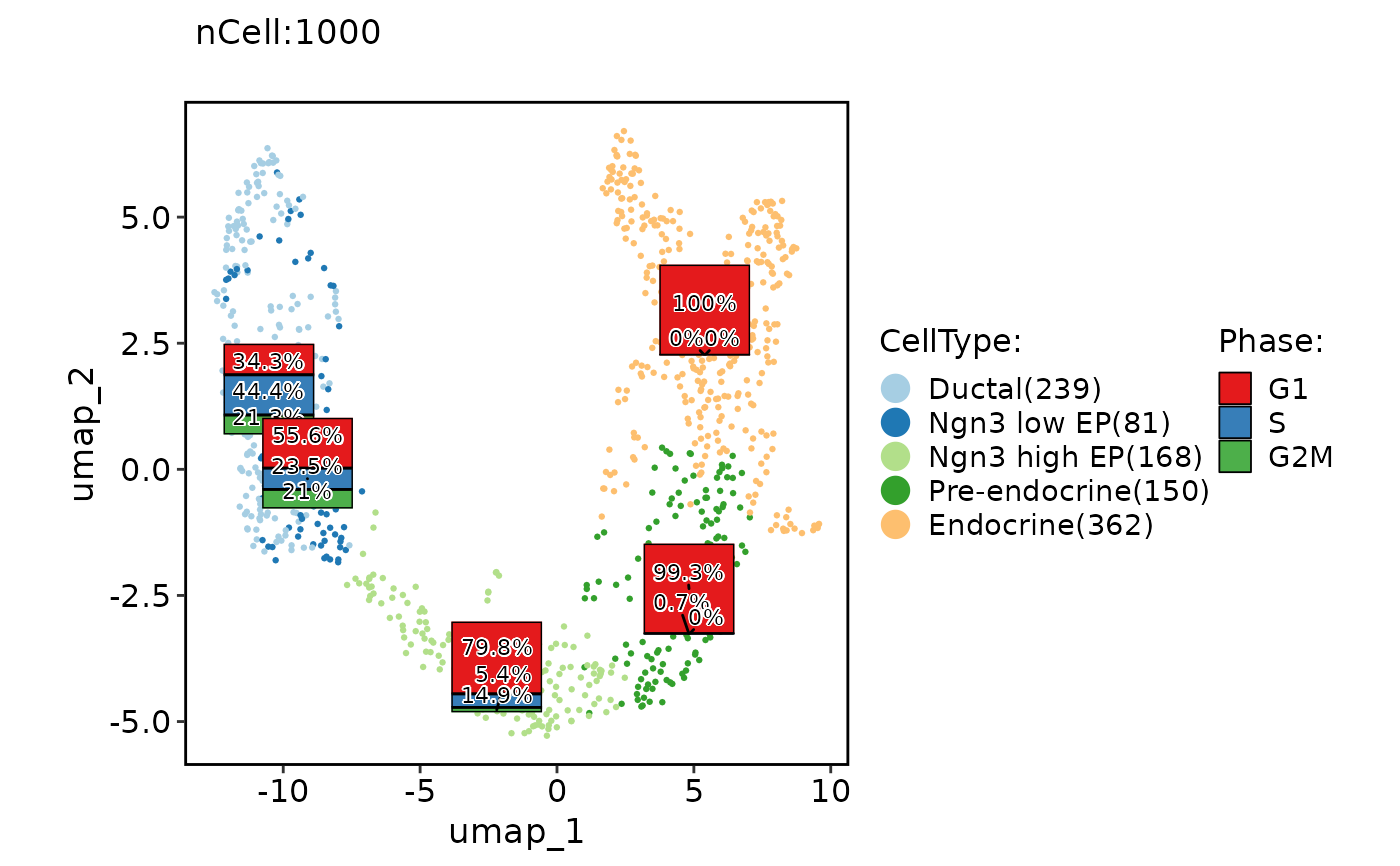 nCell:1000
5.0
2.5
0.0
-2.5
-5.0
umap_2
-10
-5
0
5
10
umap_1
34.3%
44.4%
21.3%
55.6%
23.5%
21%
79.8%
5.4%
14.9%
100%
0%0%
99.3%
0.7%
0%
CellType:
Ductal(239)
Ngn3 low EP(81)
Ngn3 high EP(168)
Pre-endocrine(150)
Endocrine(362)
Phase:
G1
S
G2M